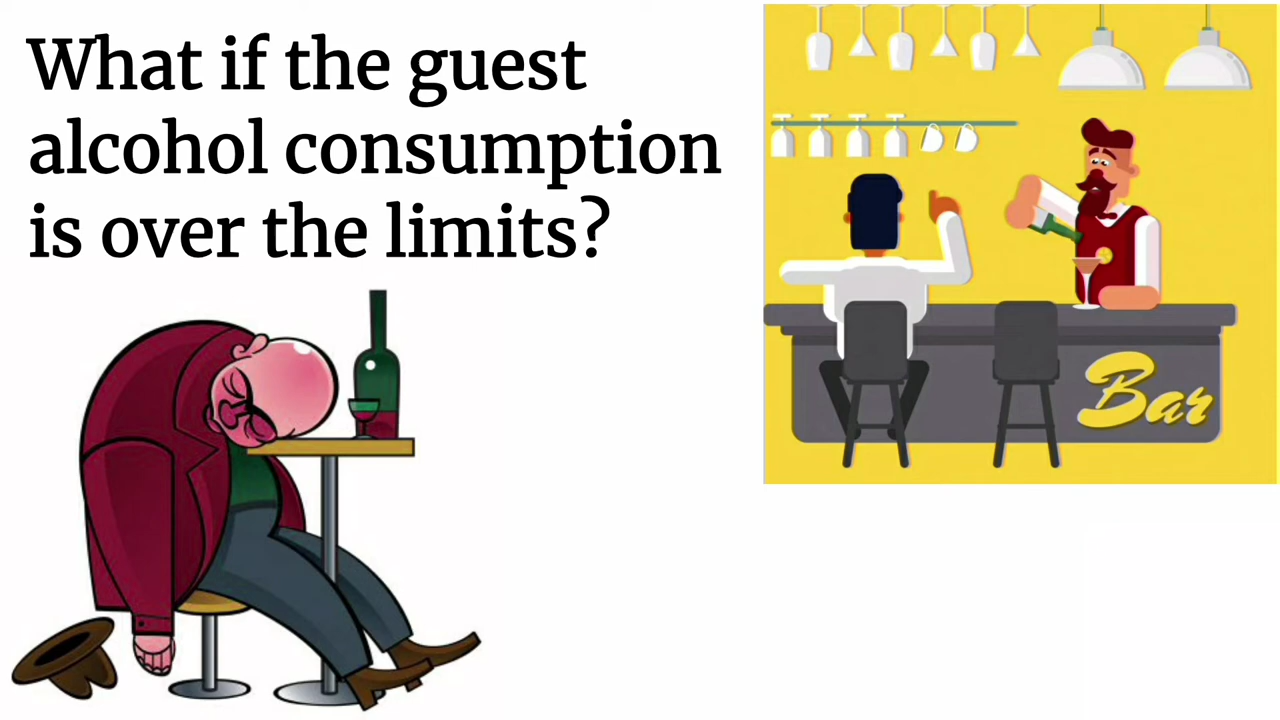 What if the guest
alcohol consumption
is over the limits?
Bar